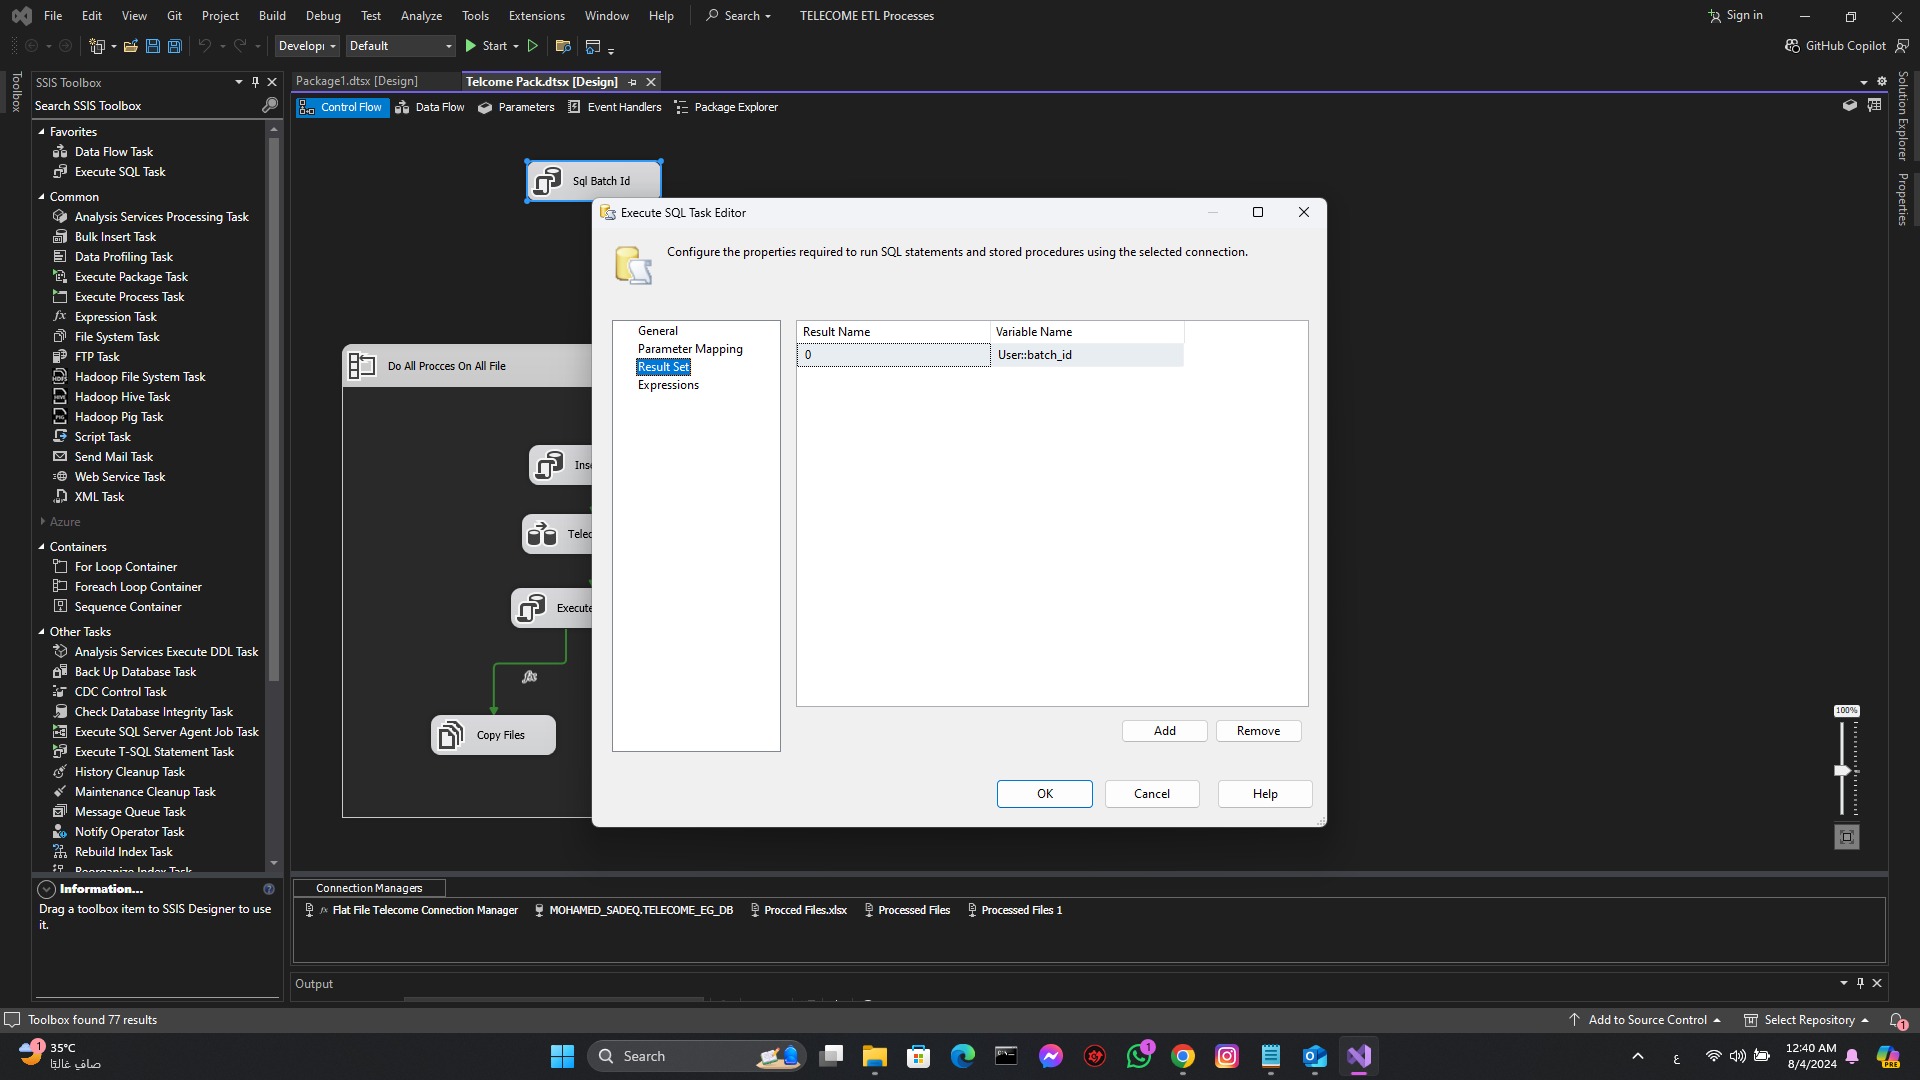 File Edit View Git Project Build Debug Test Analyze Tools Extensions Window Help Search TELECOME ETL Processes Sign in
Default Start GitHub Copilot
SSIS Toolbox
Search SSIS Toolbox
Favorites
Data Flow Task
Execute SQL Task
Common
Analysis Services Processing Task
Bulk Insert Task
Data Profiling Task
Execute Package Task
Execute Process Task
Expression Task
File System Task
FTP Task
Hadoop File System Task
Hadoop Hive Task
Hadoop Pig Task
Script Task
Send Mail Task
Web Service Task
XML Task
Azure
Containers
For Loop Container
Foreach Loop Container
Sequence Container
Other Tasks
Analysis Services Execute DDL Task
Back Up Database Task
CDC Control Task
Check Database Integrity Task
Execute SQL Server Agent Job Task
Execute T-SQL Statement Task
History Cleanup Task
Maintenance Cleanup Task
Message Queue Task
Notify Operator Task
Rebuild Index Task
Reorganize Index Task
Information...
Drag a toolbox item to SSIS Designer to use
it.
Toolbox
Package1.dtsx [Design] Telcome Pack.dtsx [Design]
Control Flow Data Flow Parameters Event Handlers Package Explorer
Sql Batch Id
Do All Procces On All File
Execute
fx
Copy Files
Execute SQL Task Editor
Configure the properties required to run SQL statements and stored procedures using the selected connection.
General
Parameter Mapping
Result Set
Expressions
Result Name Variable Name
0 User::batch_id
Add Remove
OK Cancel Help
100%
Solution Explorer
Properties
Connection Managers
Flat File Telecome Connection Manager MOHAMED_SADEQ.TELECOME_EG_DB Procced Files.xlsx Processed Files Processed Files 1
Output
Toolbox found 77 results Add to Source Control Select Repository 1
1 35°C
صافٍ غالبًا
Search
1
ع
12:40 AM
8/4/2024
PRE